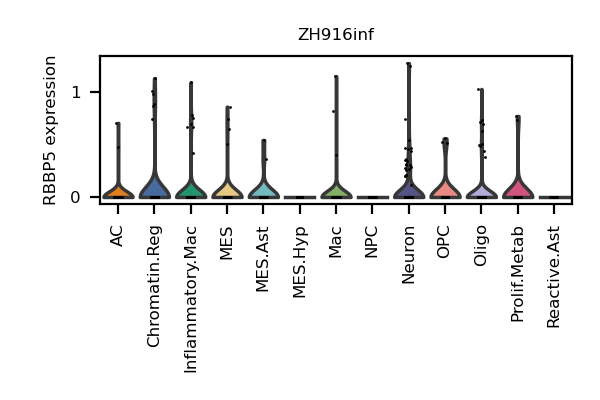 ZH916inf
RBBP5 expression
1
0
AC
Chromatin.Reg
Inflammatory.Mac
MES
MES.Ast
MES.Hyp
Mac
NPC
Neuron
OPC
Oligo
Prolif.Metab
Reactive.Ast